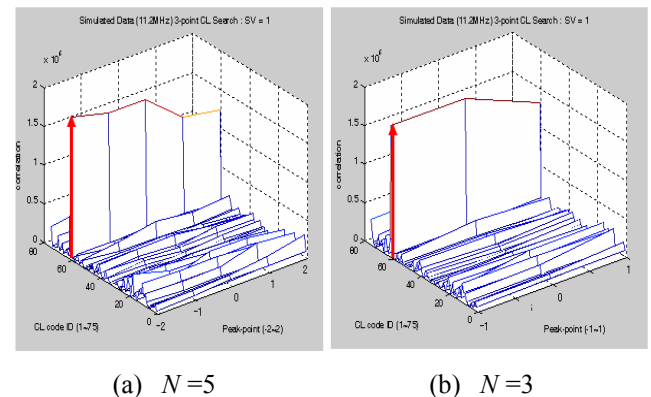 Simulated Data (11.2MHz) 3-point CL Search : SV = 1
x 10^6
2
1.5
1
0.5
0
correlation
80
60
40
20
0
CL code ID (1~75)
-2
-1
0
1
2
Peak-point (-2~2)
(a) N =5
Simulated Data (11.2MHz) 3-point CL Search : SV = 1
x 10^6
2
1.5
1
0.5
0
correlation
80
60
40
20
0
CL code ID (1~75)
-1
0
1
Peak-point (-1~1)
(b) N =3